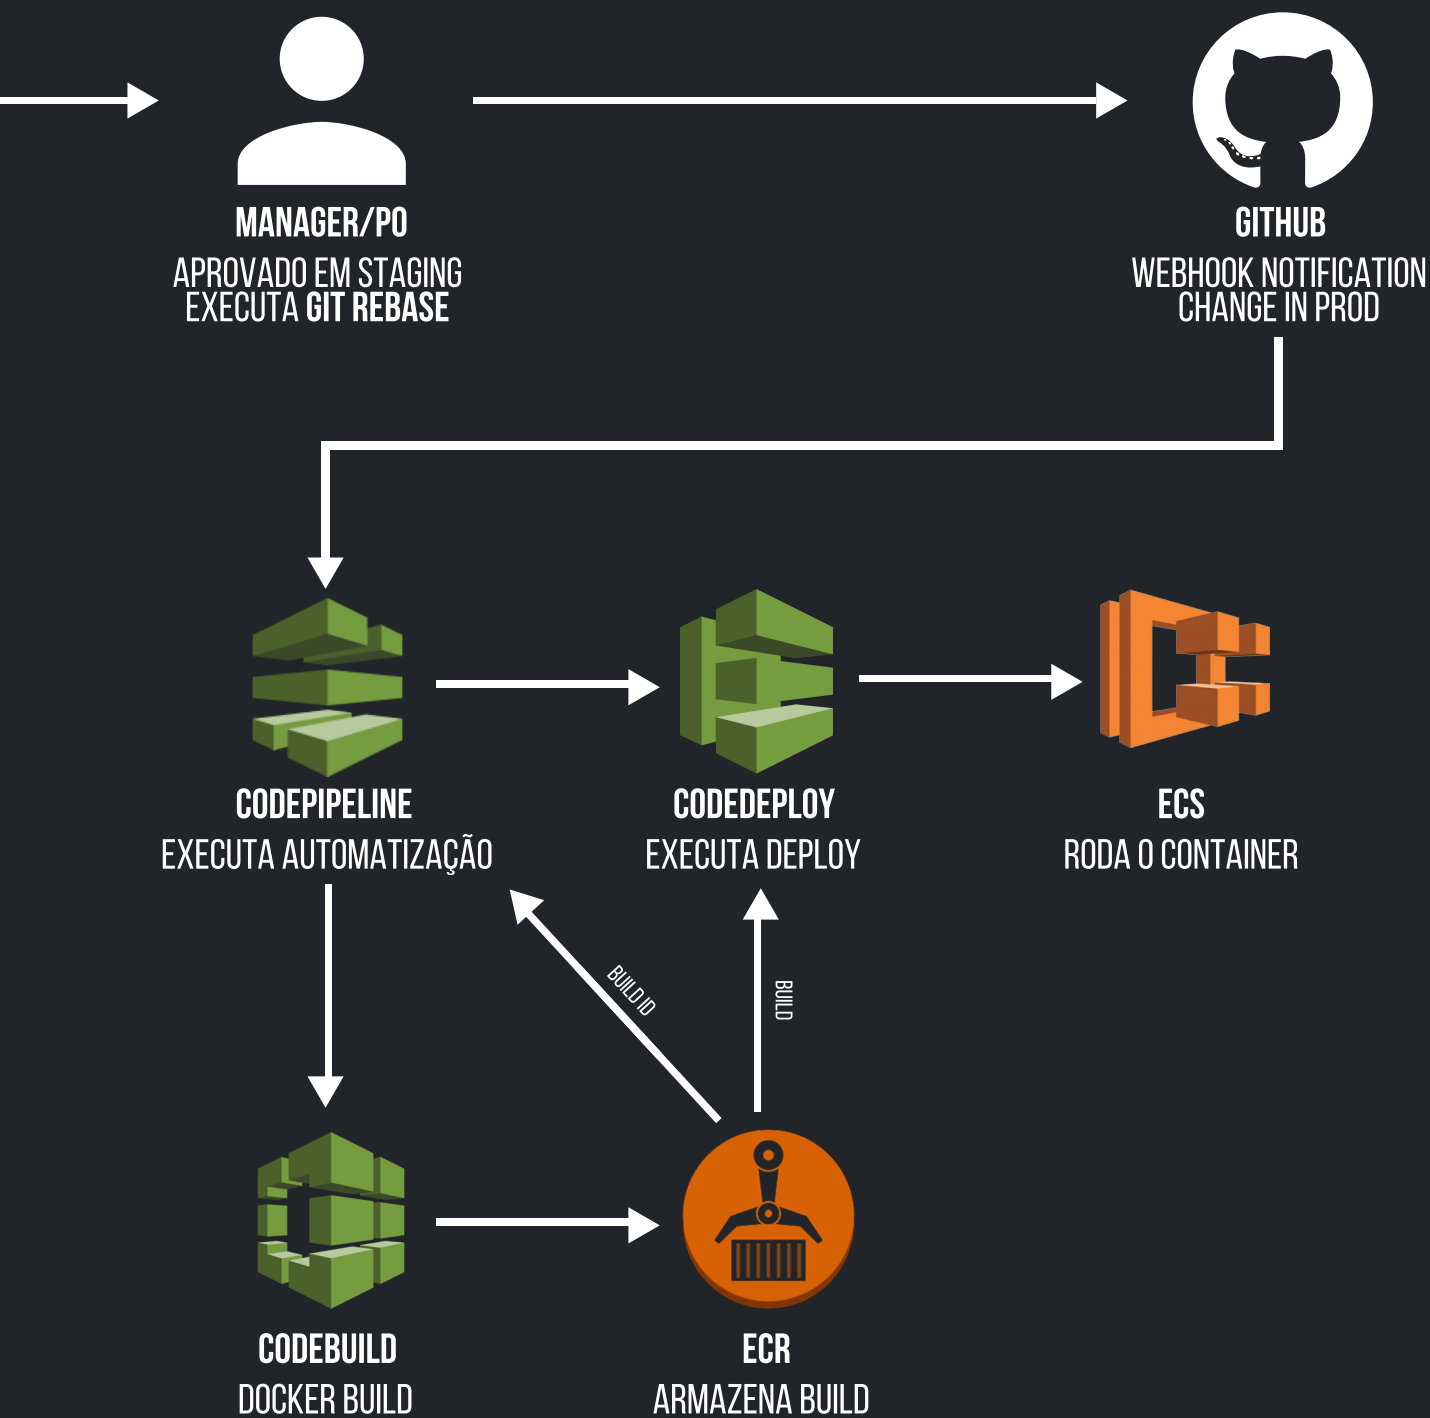 MANAGER/PO
APROVADO EM STAGING
EXECUTA GIT REBASE
GITHUB
WEBHOOK NOTIFICATION
CHANGE IN PROD
CODEPIPELINE
EXECUTA AUTOMATIZAÇÃO
CODEDEPLOY
EXECUTA DEPLOY
ECS
RODA O CONTAINER
BUILD ID
BUILD
CODEBUILD
DOCKER BUILD
ECR
ARMAZENA BUILD